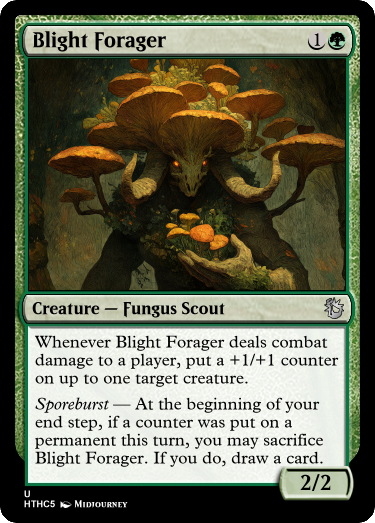 Blight Forager 1
Creature — Fungus Scout
Whenever Blight Forager deals combat
damage to a player, put a +1/+1 counter
on up to one target creature.
Sporeburst — At the beginning of your
end step, if a counter was put on a
permanent this turn, you may sacrifice
Blight Forager. If you do, draw a card.
2/2
U
HTHC5 Midjourney